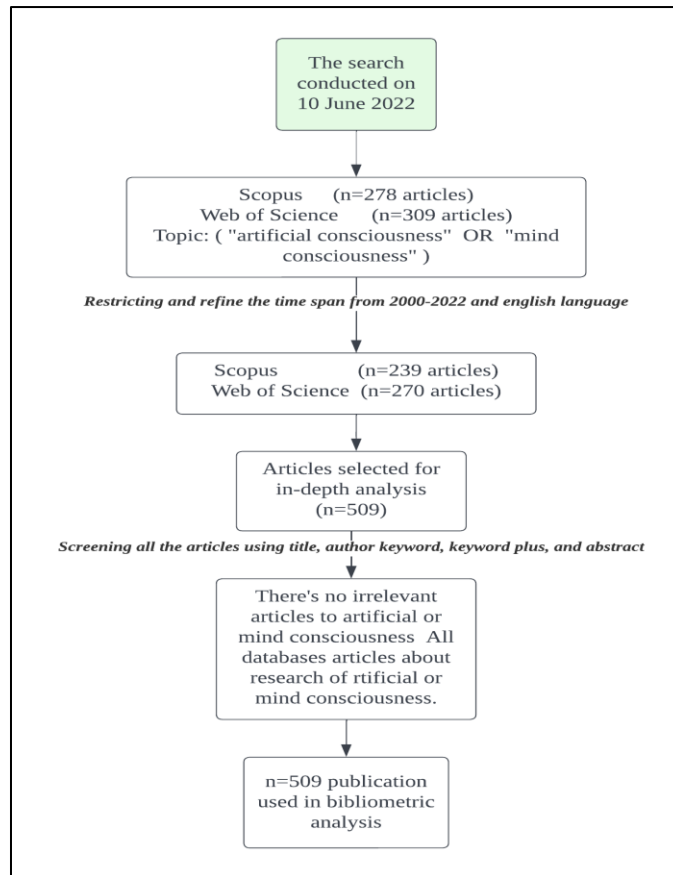 The search
conducted on
10 June 2022
Scopus (n=278 articles)
Web of Science (n=309 articles)
Topic: ( "artificial consciousness" OR "mind
consciousness" )
Restricting and refine the time span from 2000-2022 and english language
Scopus (n=239 articles)
Web of Science (n=270 articles)
Articles selected for
in-depth analysis
(n=509)
Screening all the articles using title, author keyword, keyword plus, and abstract
There's no irrelevant
articles to artificial or
mind consciousness All
databases articles about
research of rtificial or
mind consciousness.
n=509 publication
used in bibliometric
analysis